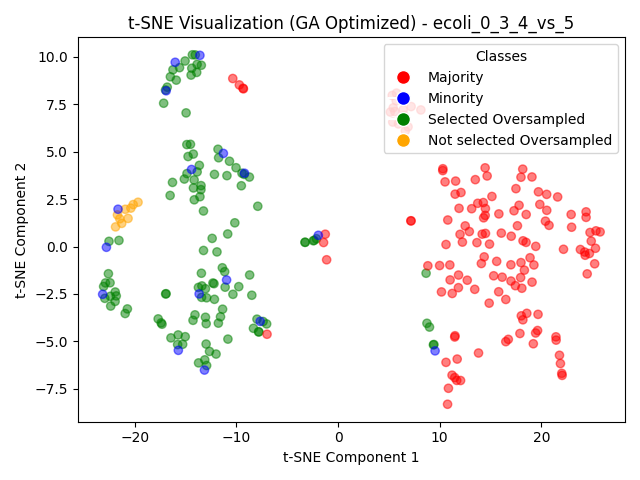 t-SNE Visualization (GA Optimized) - ecoli_0_3_4_vs_5
Classes
Majority
Minority
Selected Oversampled
Not selected Oversampled
t-SNE Component 2
10.0
7.5
5.0
2.5
0.0
−2.5
−5.0
−7.5
−20 −10 0 10 20
t-SNE Component 1